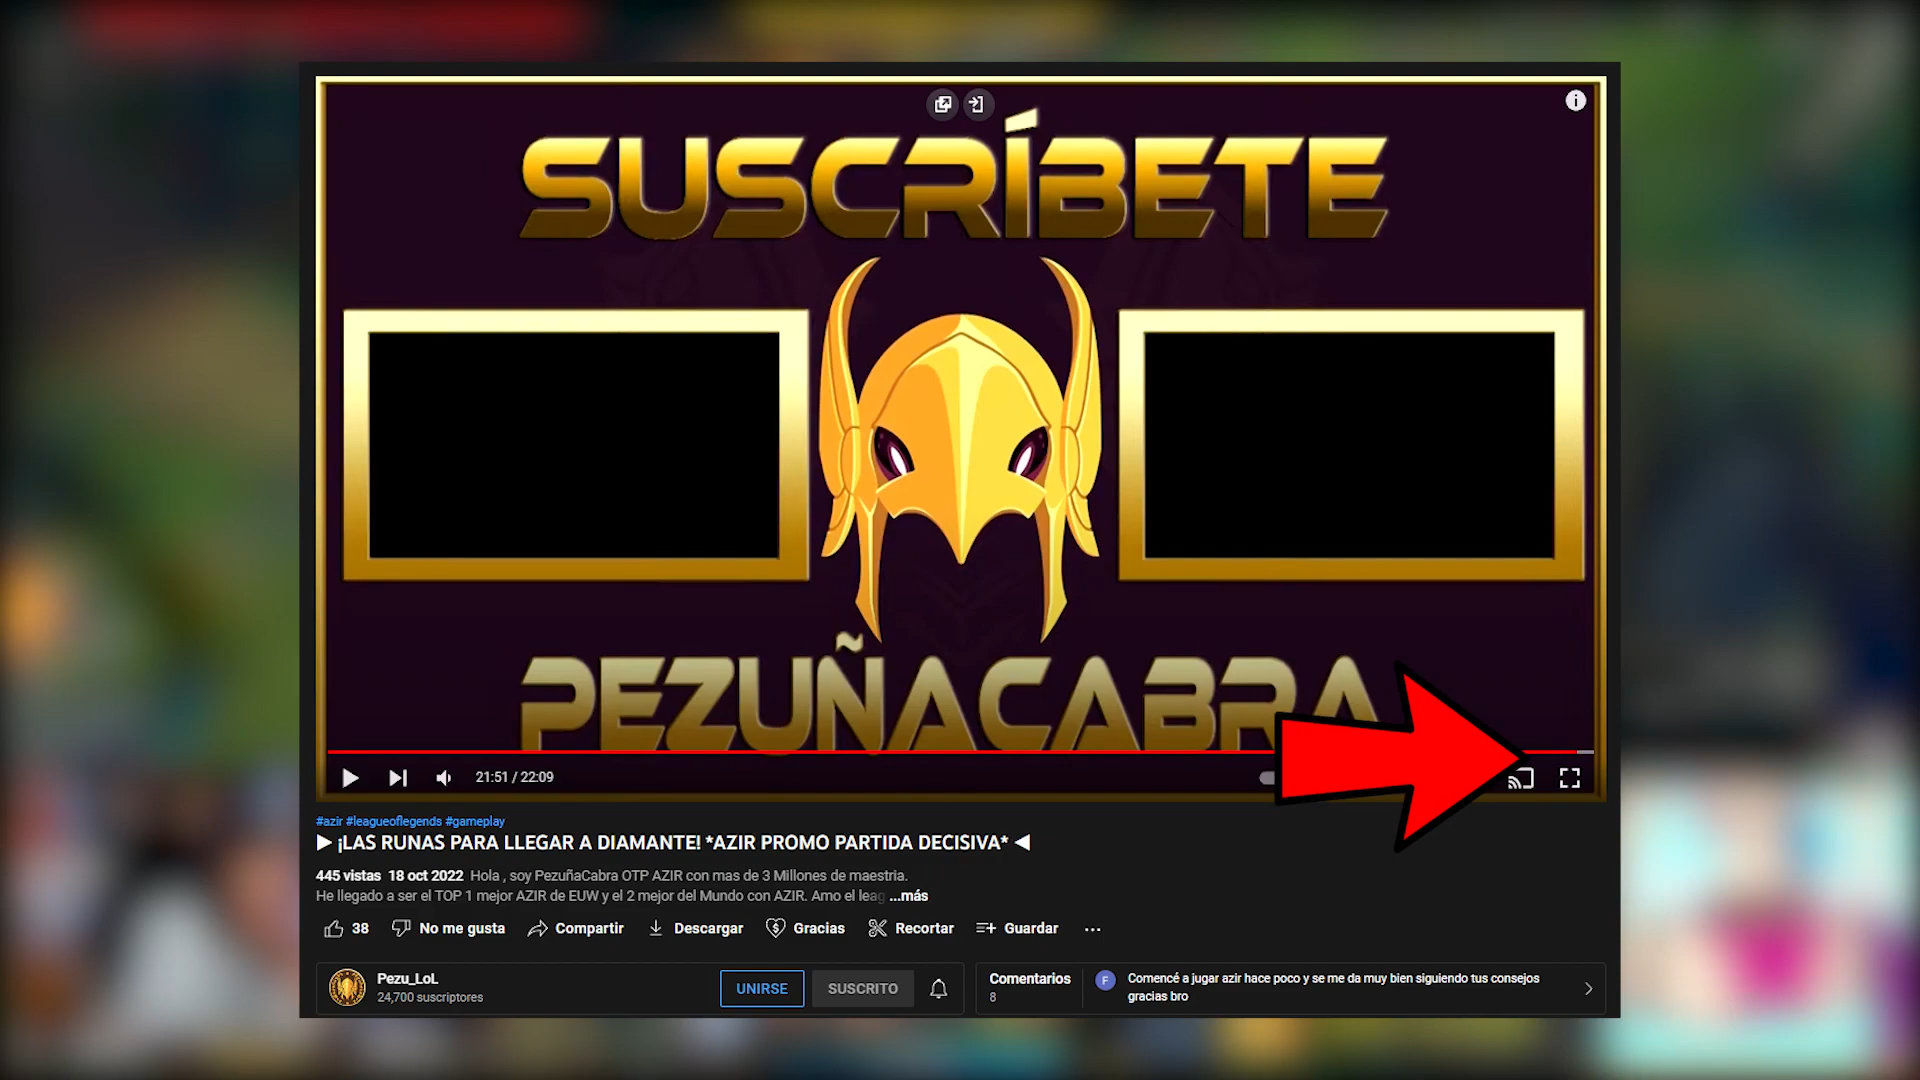 SUSCRÍBETE
PEZUÑACABRA
21:51 / 22:09
#azir #leagueoflegends #gameplay
▶ ¡LAS RUNAS PARA LLEGAR A DIAMANTE! *AZIR PROMO PARTIDA DECISIVA* ◀
445 vistas 18 oct 2022 Hola , soy PezuñaCabra OTP AZIR con mas de 3 Millones de maestria.
He llegado a ser el TOP 1 mejor AZIR de EUW y el 2 mejor del Mundo con AZIR. Amo el leag ...más
38 No me gusta Compartir Descargar Gracias Recortar Guardar ...
Pezu_LoL
24,700 suscriptores
UNIRSE
SUSCRITO
Comentarios
8
F
Comencé a jugar azir hace poco y se me da muy bien siguiendo tus consejos
gracias bro